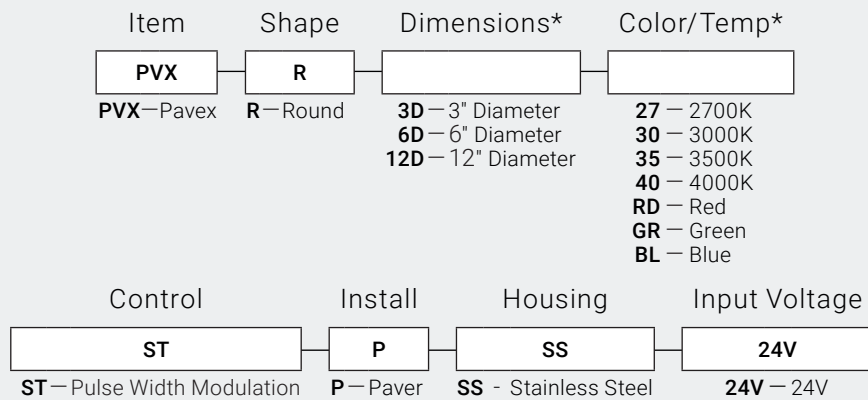 Item Shape Dimensions* Color/Temp*
PVX R
PVX—Pavex R—Round 3D—3" Diameter 27 — 2700K
6D—6" Diameter 30 — 3000K
12D—12" Diameter 35 — 3500K
40 — 4000K
RD — Red
GR — Green
BL — Blue
Control Install Housing Input Voltage
ST P SS 24V
ST—Pulse Width Modulation P—Paver SS - Stainless Steel 24V — 24V